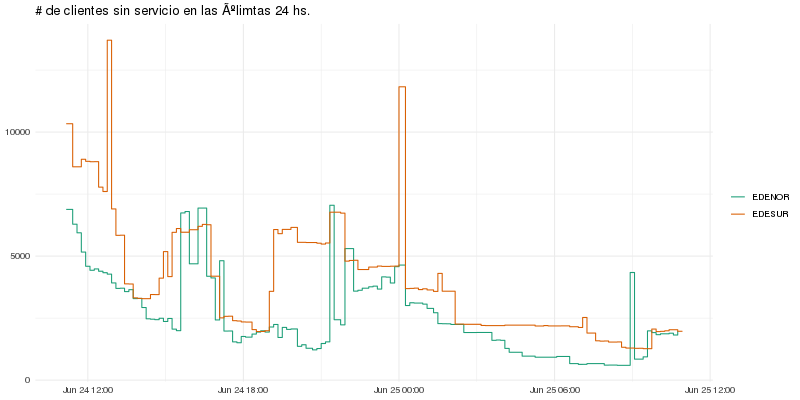 # de clientes sin servicio en las Ãºlimtas 24 hs.
10000
5000
0
Jun 24 12:00
Jun 24 18:00
Jun 25 00:00
Jun 25 06:00
Jun 25 12:00
EDENOR
EDESUR